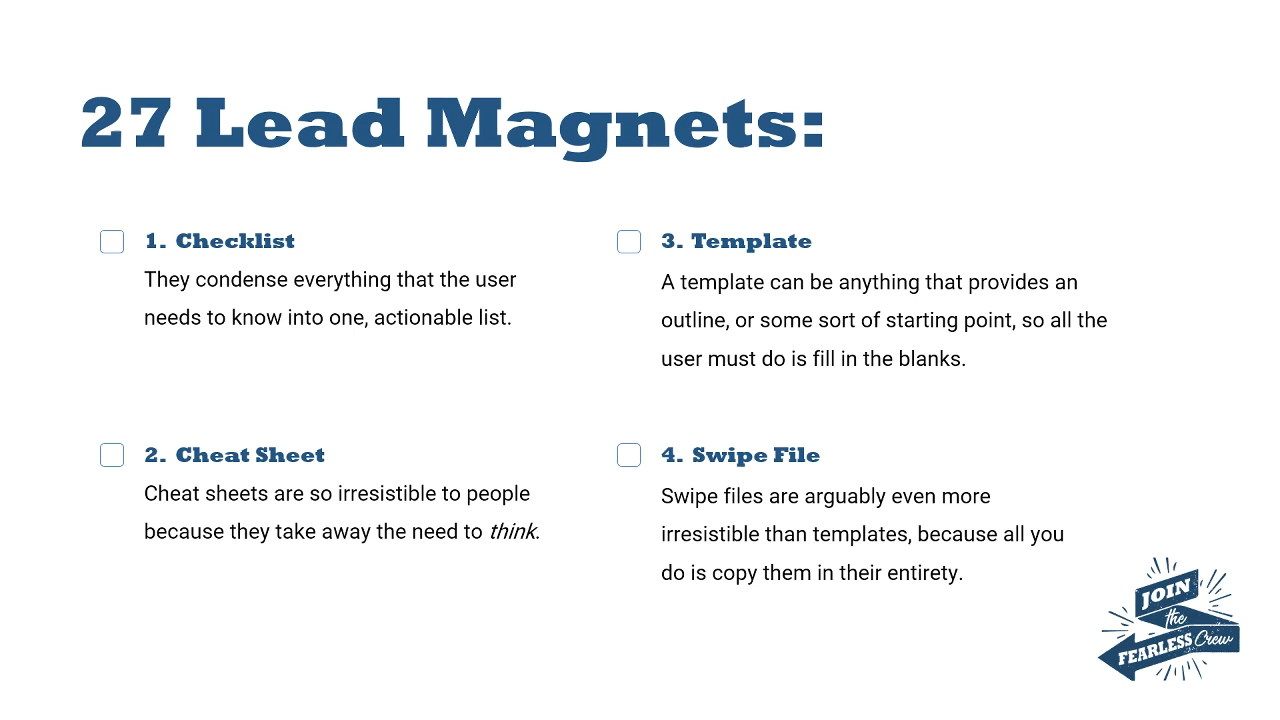 27 Lead Magnets:
1. Checklist
They condense everything that the user
needs to know into one, actionable list.
2. Cheat Sheet
Cheat sheets are so irresistible to people
because they take away the need to think.
3. Template
A template can be anything that provides an
outline, or some sort of starting point, so all the
user must do is fill in the blanks.
4. Swipe File
Swipe files are arguably even more
irresistible than templates, because all you
do is copy them in their entirety.
JOIN
the
FEARLESS Crew